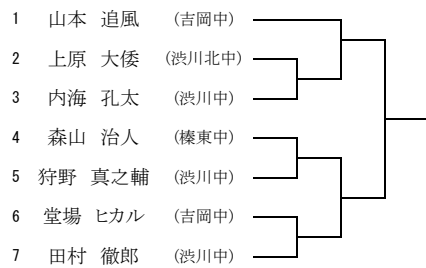 1 山本 追風 (吉岡中)
2 上原 大倭 (渋川北中)
3 内海 孔太 (渋川中)
4 森山 治人 (榛東中)
5 狩野 真之輔 (渋川中)
6 堂場 ヒカル (吉岡中)
7 田村 徹郎 (渋川中)